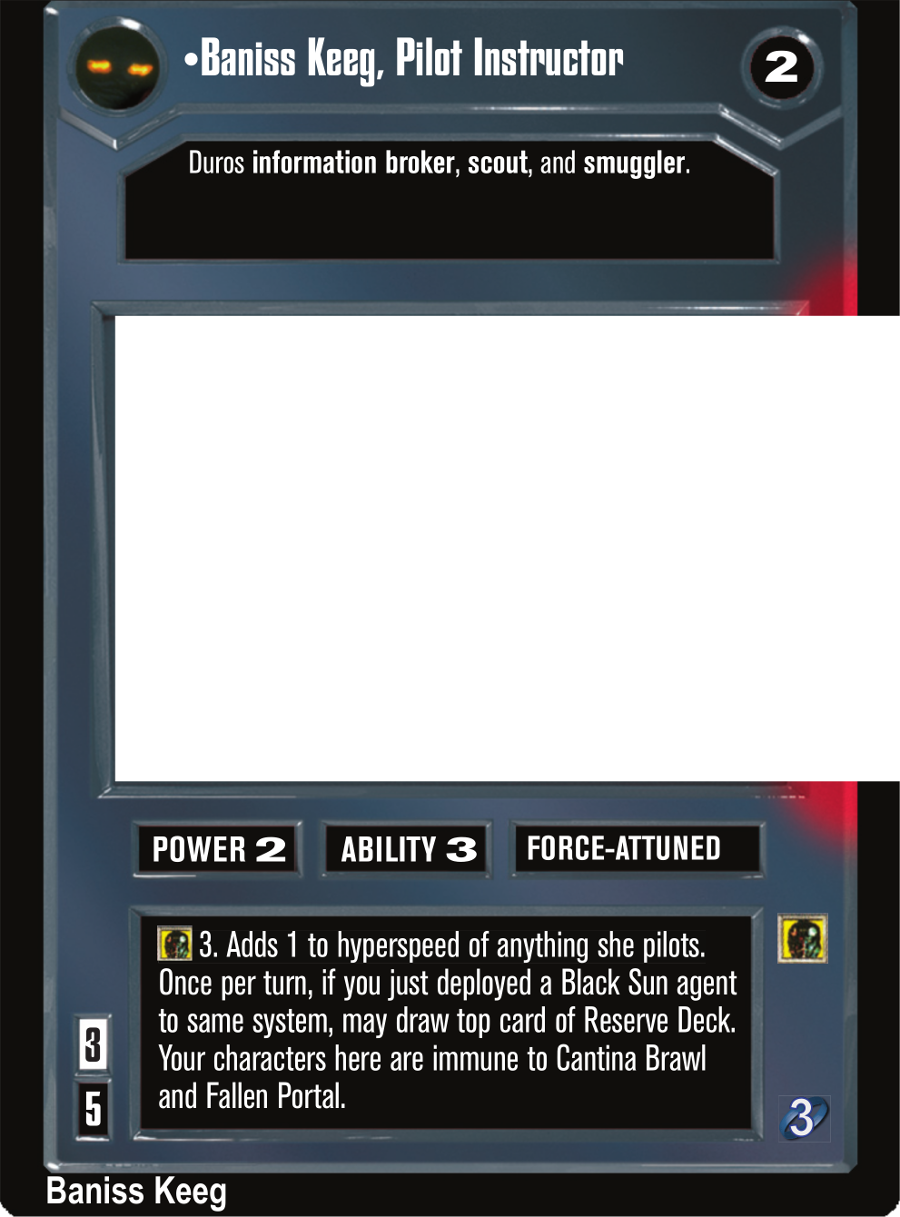 •Baniss Keeg, Pilot Instructor
2
Duros information broker, scout, and smuggler.
POWER 2
ABILITY 3
FORCE-ATTUNED
3. Adds 1 to hyperspeed of anything she pilots.
Once per turn, if you just deployed a Black Sun agent
to same system, may draw top card of Reserve Deck.
Your characters here are immune to Cantina Brawl
and Fallen Portal.
3
5
3
Baniss Keeg